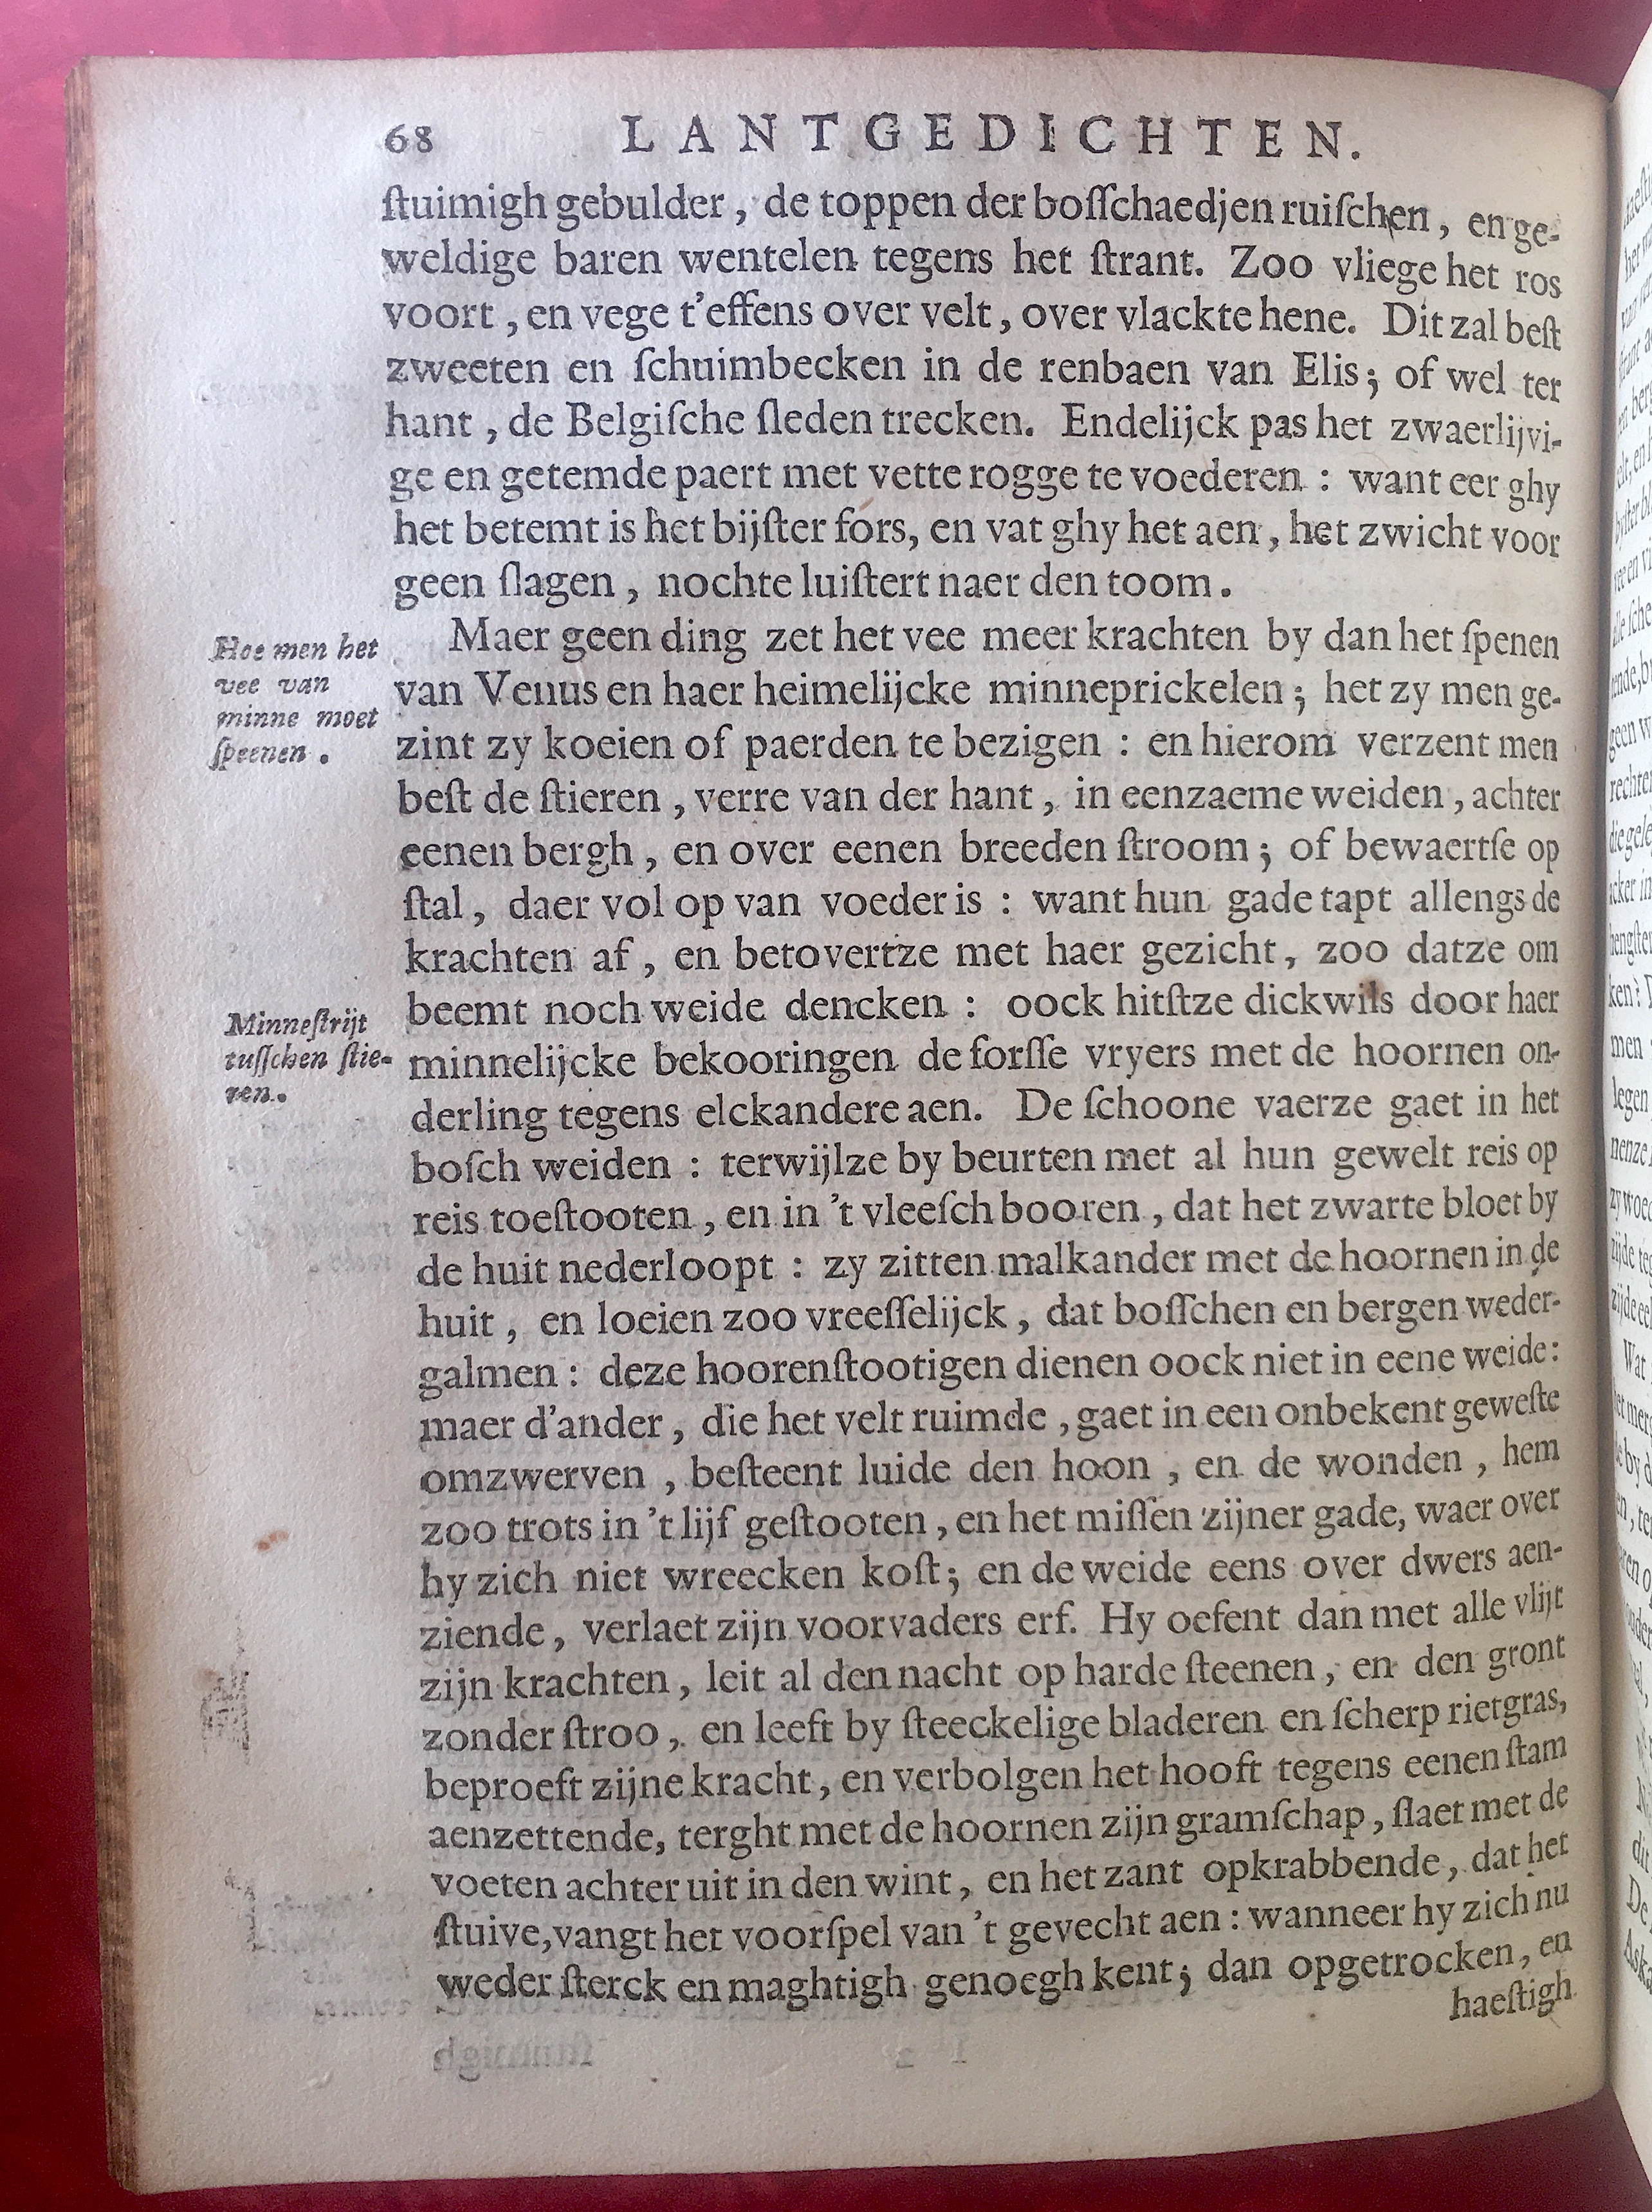 68 LANTGEDICHTEN.
ſtuimigh gebulder, de toppen der boſſchaedjen ruiſchen, en ge-
weldige baren wentelen tegens het ſtrant. Zoo vliege het ros
voort, en vege t'effens over velt, over vlackte hene. Dit zal beſt
zweeten en ſchuimbecken in de renbaen van Elis; of wel ter
hant, de Belgiſche ſleden trecken. Endelijck pas het zwaerlijvi-
ge en getemde paert met vette rogge te voederen: want eer ghy
het betemt is het bijſter fors, en vat ghy het aen, het zwicht voor
geen ſlagen, nochte luiſtert naer den toom.
Hoe men het
vee van
minne moet
ſpeenen.
Maer geen ding zet het vee meer krachten by dan het ſpenen
van Venus en haer heimelijcke minneprickelen; het zy men ge-
zint zy koeien of paerden te bezigen: en hierom verzent men
beſt de ſtieren, verre van der hant, in eenzaeme weiden, achter
eenen bergh, en over eenen breeden ſtroom; of bewaertſe op
ſtal, daer vol op van voeder is: want hun gade tapt allengs de
krachten af, en betovertze met haer gezicht, zoo datze om
Minneſtrijt
tuſſchen ſtie-
ren.
beemt noch weide dencken: oock hitſtze dickwils door haer
minnelijcke bekooringen de forſſe vryers met de hoornen on-
derling tegens elckandere aen. De ſchoone vaerze gaet in het
boſch weiden: terwijlze by beurten met al hun gewelt reis op
reis toeſtooten, en in 't vleeſch booren, dat het zwarte bloet by
de huit nederloopt: zy zitten malkander met de hoornen in de
huit, en loeien zoo vreeſſelijck, dat boſſchen en bergen weder-
galmen: deze hoorenſtootigen dienen oock niet in eene weide:
maer d'ander, die het velt ruimde, gaet in een onbekent geweſte
omzwerven, beſteent luide den hoon, en de wonden, hem
zoo trots in 't lijf geſtooten, en het miſſen zijner gade, waer over
hy zich niet wreecken koſt; en de weide eens over dwers aen-
ziende, verlaet zijn voorvaders erf. Hy oefent dan met alle vlijt
zijn krachten, leit al den nacht op harde ſteenen, en den gront
zonder ſtroo, en leeft by ſteeckelige bladeren en ſcherp rietgras,
beproeft zijne kracht, en verbolgen het hooft tegens eenen ſtam
aenzettende, terght met de hoornen zijn gramſchap, ſlaet met de
voeten achter uit in den wint, en het zant opkrabbende, dat het
ſtuive, vangt het voorſpel van 't gevecht aen: wanneer hy zich nu
weder ſterck en maghtigh genoegh kent; dan opgetrocken, en
haeſtigh